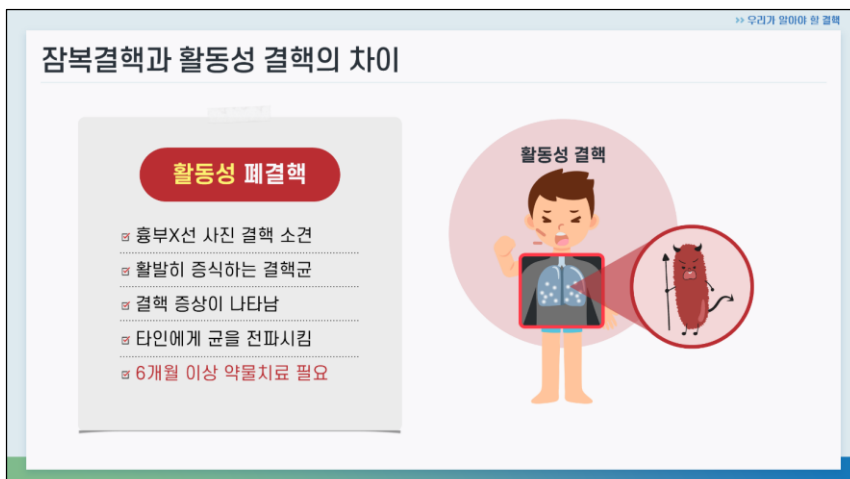 >> 우리가 알아야 할 결핵
잠복결핵과 활동성 결핵의 차이
활동성 폐결핵
흉부X선 사진 결핵 소견
활발히 증식하는 결핵균
결핵 증상이 나타남
타인에게 균을 전파시킴
6개월 이상 약물치료 필요
활동성 결핵